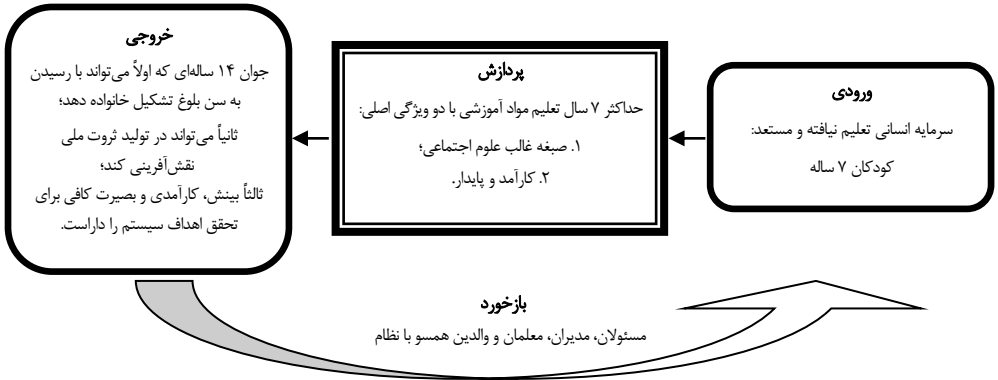 ورودی
سرمایه انسانی تعلیم نیافته و مستعد:
کودکان ۷ ساله
پردازش
حداکثر ۷ سال تعلیم مواد آموزشی با دو ویژگی اصلی:
۱. صبغه غالب علوم اجتماعی؛
۲. کارآمد و پایدار.
خروجی
جوان ۱۴ ساله‌ای که اولاً می‌تواند با رسیدن
به سن بلوغ تشکیل خانواده دهد؛
ثانیاً می‌تواند در تولید ثروت ملی
نقش‌آفرینی کند؛
ثالثاً بینش، کارآمدی و بصیرت کافی برای
تحقق اهداف سیستم را داراست.
بازخورد
مسئولان، مدیران، معلمان و والدین همسو با نظام